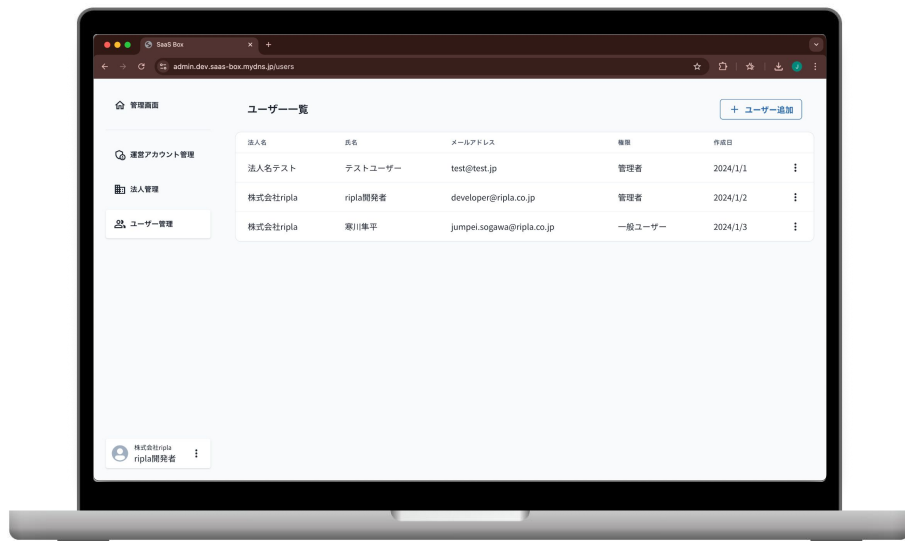 SaaS Box
admin.dev.saas-box.mydns.jp/users
管理画面
運営アカウント管理
法人管理
ユーザー管理
株式会社ripla
ripla開発者
ユーザー一覧
+ ユーザー追加
法人名 氏名 メールアドレス 権限 作成日
法人名テスト テストユーザー test@test.jp 管理者 2024/1/1
株式会社ripla ripla開発者 developer@ripla.co.jp 管理者 2024/1/2
株式会社ripla 寒川隼平 jumpei.sogawa@ripla.co.jp 一般ユーザー 2024/1/3